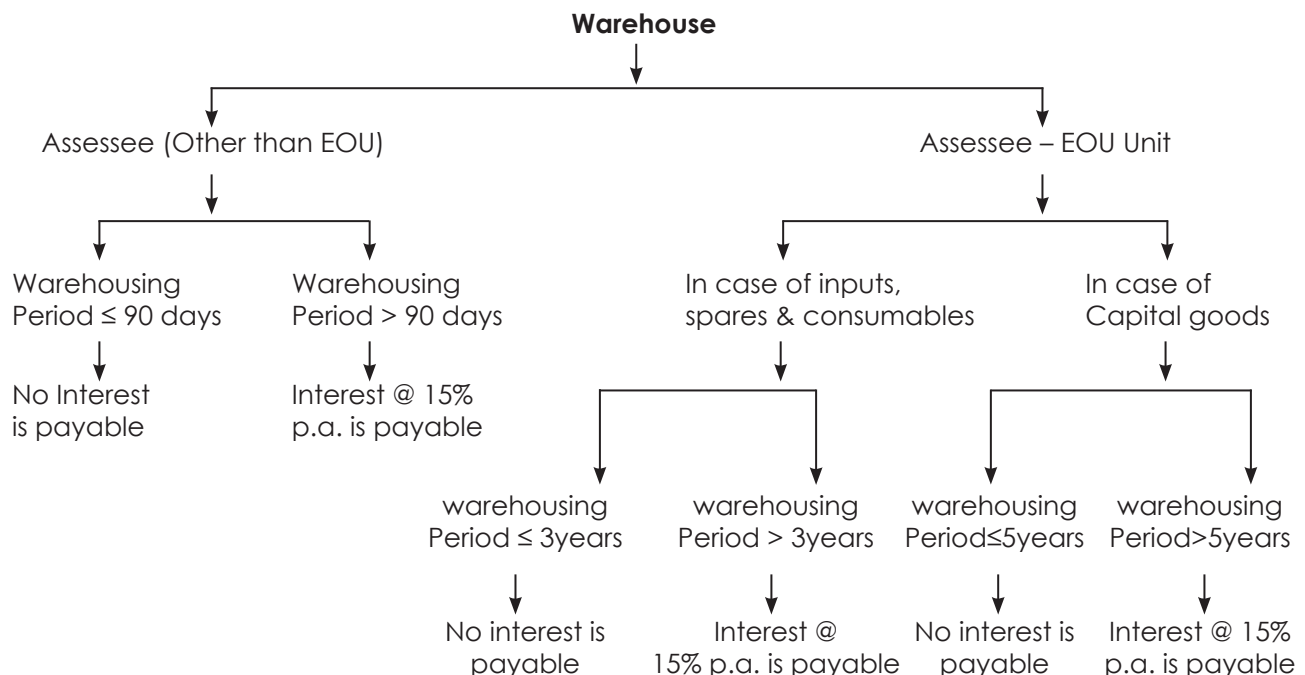 Warehouse
Assessee (Other than EOU)
Assessee – EOU Unit
Warehousing
Period ≤ 90 days
Warehousing
Period > 90 days
In case of inputs,
spares & consumables
In case of
Capital goods
No Interest
is payable
Interest @ 15%
p.a. is payable
warehousing
Period ≤ 3years
warehousing
Period > 3years
warehousing
Period≤5years
warehousing
Period>5years
No interest is
payable
Interest @
15% p.a. is payable
No interest is
payable
Interest @ 15%
p.a. is payable